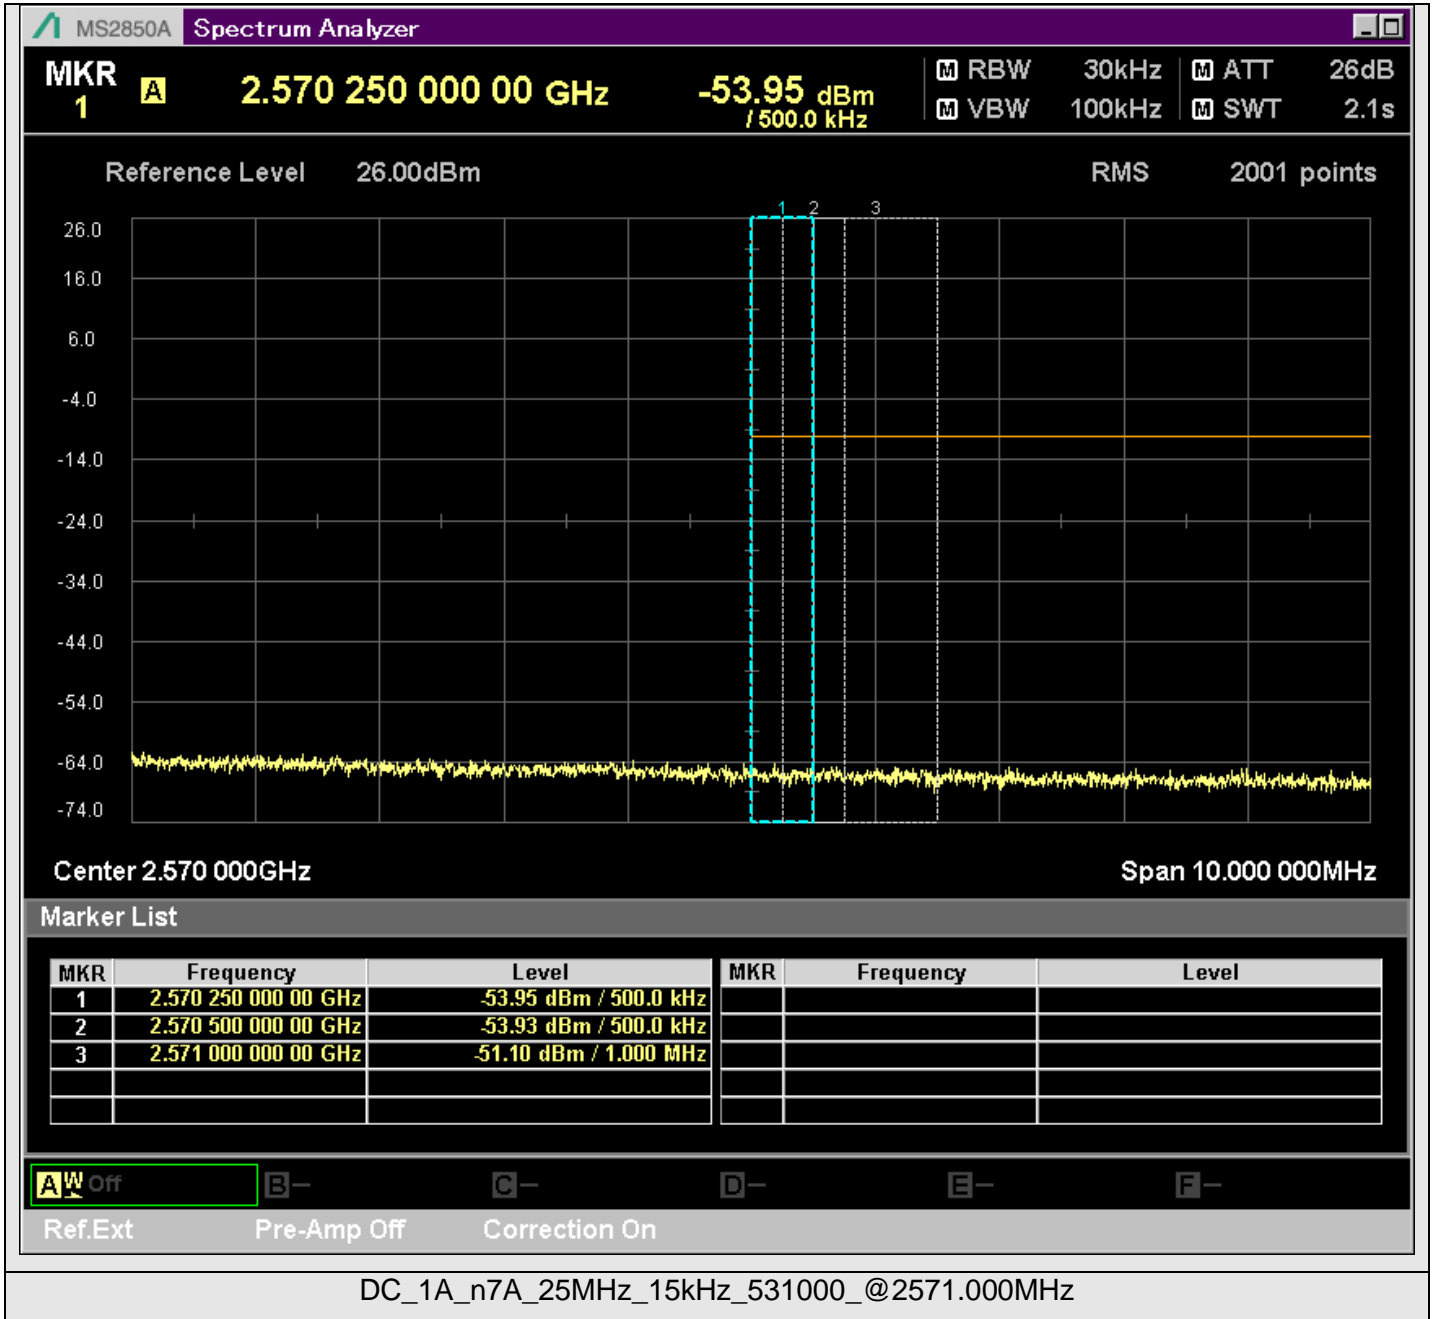 MS2850A Spectrum Analyzer
MKR 1 A 2.570 250 000 00 GHz -53.95 dBm / 500.0 kHz
M RBW 30kHz M ATT 26dB
M VBW 100kHz M SWT 2.1s
Reference Level 26.00dBm RMS 2001 points
1 2 3
26.0
16.0
6.0
-4.0
-14.0
-24.0
-34.0
-44.0
-54.0
-64.0
-74.0
Center 2.570 000GHz Span 10.000 000MHz
Marker List
MKR Frequency Level MKR Frequency Level
1 2.570 250 000 00 GHz -53.95 dBm / 500.0 kHz
2 2.570 500 000 00 GHz -53.93 dBm / 500.0 kHz
3 2.571 000 000 00 GHz -51.10 dBm / 1.000 MHz
A W Off B – C – D – E – F –
Ref.Ext Pre-Amp Off Correction On
DC_1A_n7A_25MHz_15kHz_531000_@2571.000MHz